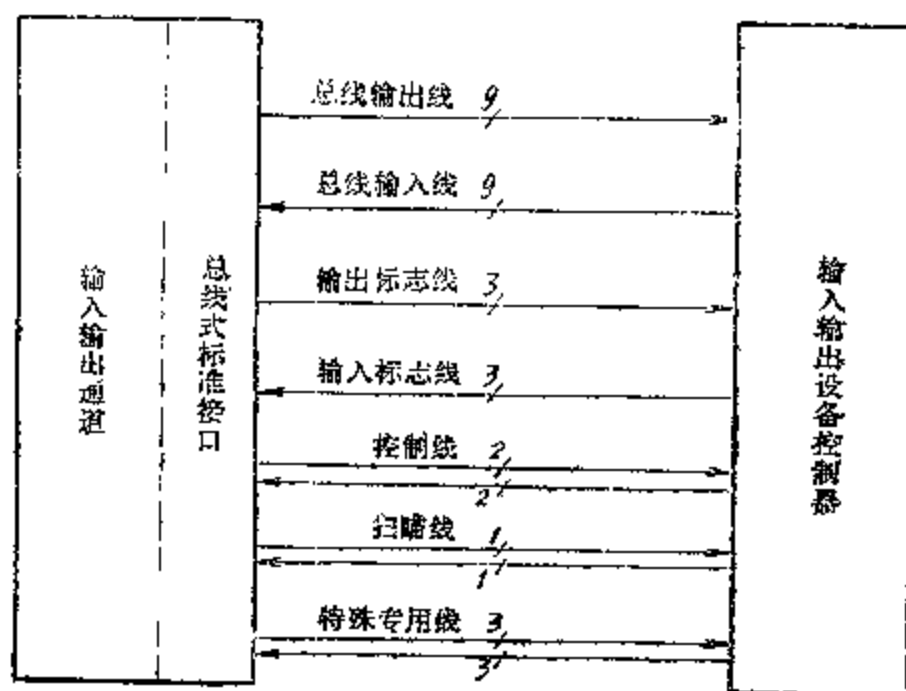 总线输出线 9
总线输入线 9
输出标志线 3
输入标志线 3
控制线 2
2
扫瞄线 1
1
特殊专用线 3
3
输入输出通道
总线式标准接口
输入输出设备控制器